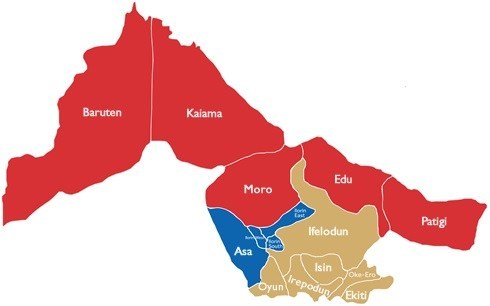 Baruten
Kaiama
Moro
Edu
Patigi
Ilorin
East
Ifelodun
Ilorin West
Ilorin
South
Asa
Isin
Oke-Ero
Oyun
Irepodun
Ekiti